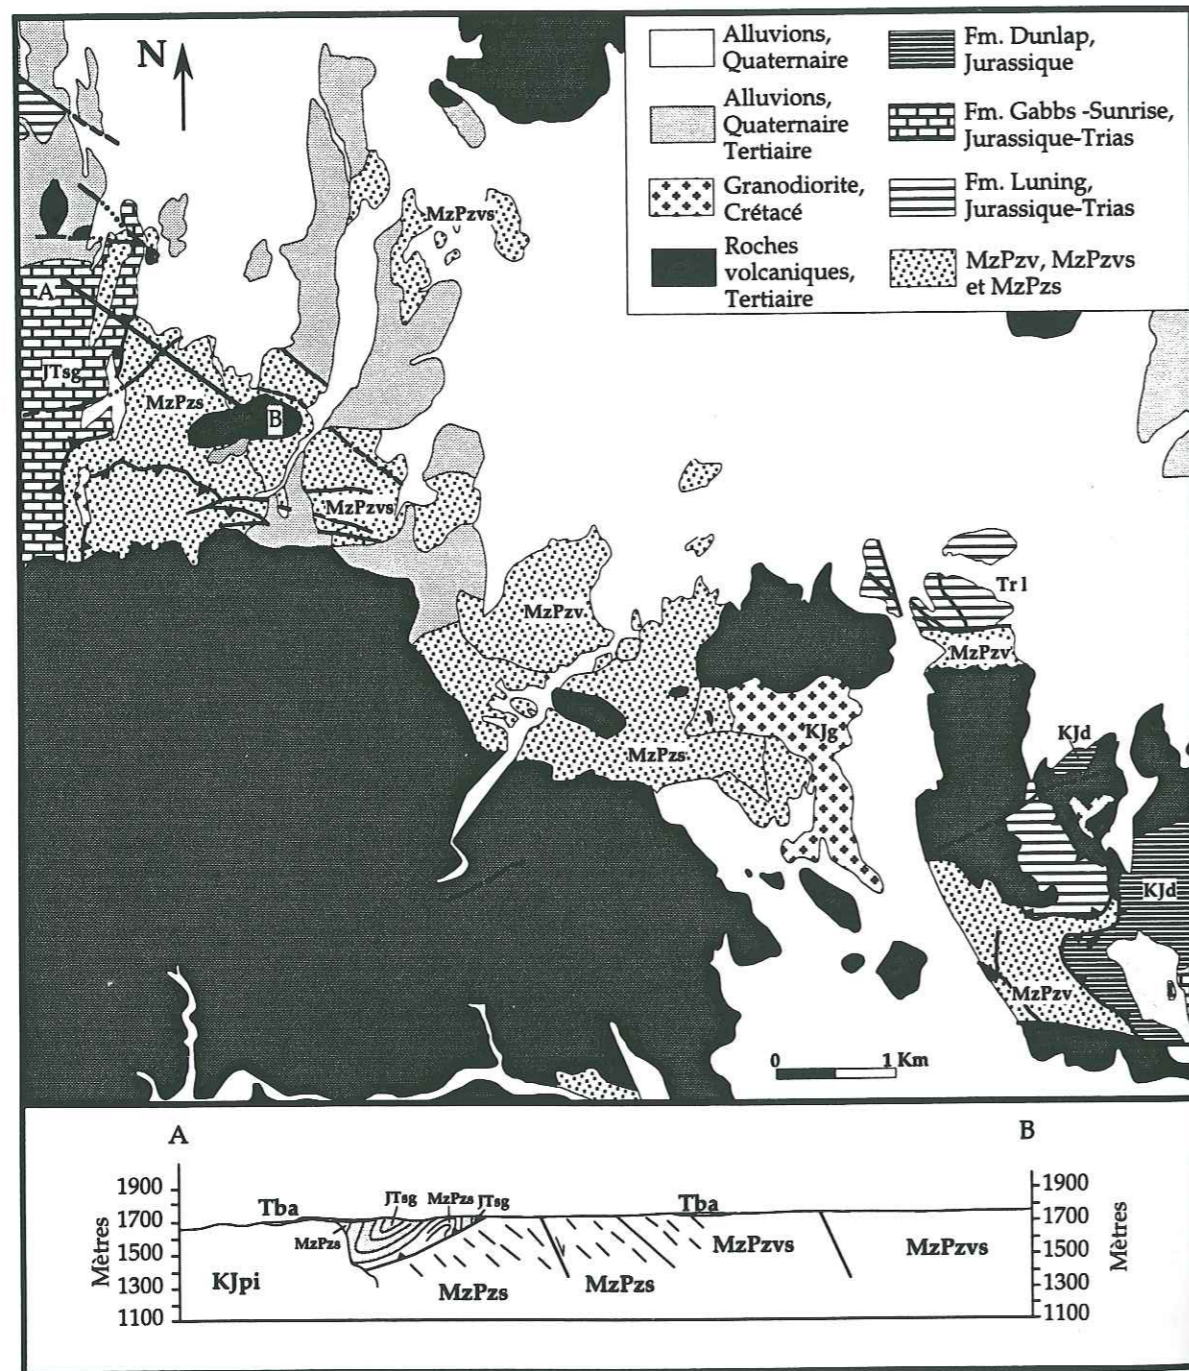 N
Alluvions,
Quaternaire
Alluvions,
Quaternaire
Tertiaire
Granodiorite,
Crétacé
Roches
volcaniques,
Tertiaire
Fm. Dunlap,
Jurassique
Fm. Gabbs -Sunrise,
Jurassique-Trias
Fm. Luning,
Jurassique-Trias
MzPzv, MzPzvs
et MzPzs
MzPzvs
A
JTsg
MzPzs
B
MzPzvs
MzPzv
Tr l
MzPzv
KJg
MzPzs
KJd
KJd
MzPzv
0 1 Km
A B
1900
1700
1500
1300
1100
Mètres
Tba
JTsg
MzPzs
JTsg
MzPzs
KJpi
MzPzs
MzPzs
Tba
MzPzvs
MzPzvs
1900
1700
1500
1300
1100
Mètres